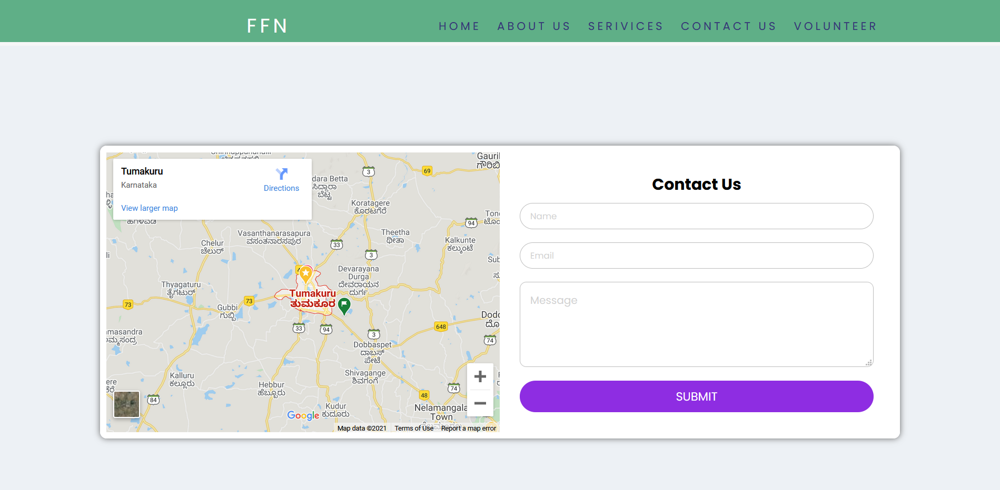 FFN
HOME ABOUT US SERIVICES CONTACT US VOLUNTEER
Tumakuru
Karnataka
Directions
View larger map
3
69
dara Betta
ಸಿದ್ದಾರಾ
ಬೆಟ್ಟ
Koratagere
ಕೊರಟಗೆರೆ
94
Vasanthanarasapura
ವಸಂತನಾರಸಪುರ
Theetha
ಥೀತಾ
Kalkunte
ಕಲ್ಕುಂಟೆ
Chelur
ಚೆಲುರ್
33
3
Devarayana
Durga
ದೇವರಾಯನ
ದುರ್ಗ
Thyagaturu
ತೈಗಟುರ್
Tumakuru
ತುಮಕೂರ
73
73
Gubbi
ಗುಬ್ಬಿ
33
94
3
648
74
Dobbaspet
ದಾಬಸ್
ಪೇಟೆ
Shivagange
ಶಿವಗಂಗೆ
Kalluru
ಕಲ್ಲೂರು
Hebbur
ಹೆಬ್ಬೂರು
74
48
84
Kudur
ಕುದೂರು
Nelamangala
Town
Google
Map data ©2021 Terms of Use Report a map error
Contact Us
Name
Email
Message
SUBMIT